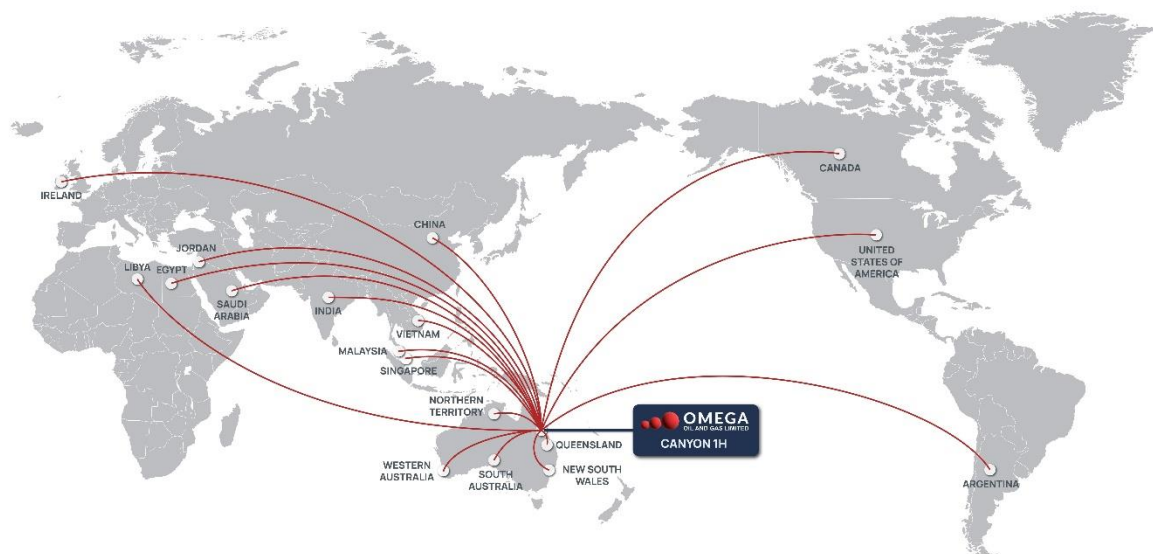 CANADA
IRELAND
CHINA
UNITED
STATES OF
AMERICA
JORDAN
LIBYA
EGYPT
SAUDI
ARABIA
INDIA
VIETNAM
MALAYSIA
SINGAPORE
NORTHERN
TERRITORY
OMEGA
OIL AND GAS LIMITED
CANYON 1H
QUEENSLAND
WESTERN
AUSTRALIA
SOUTH
AUSTRALIA
NEW SOUTH
WALES
ARGENTINA